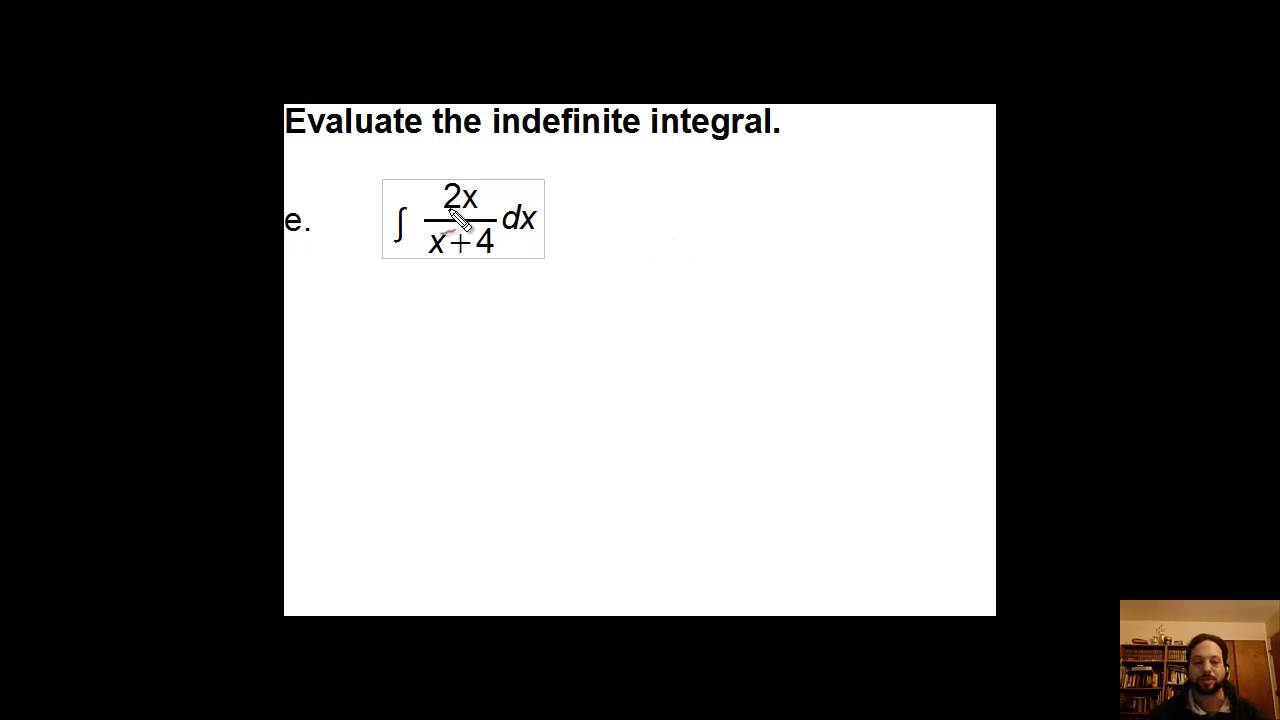 Evaluate the indefinite integral.
e. ∫ 2x/(x+4) dx